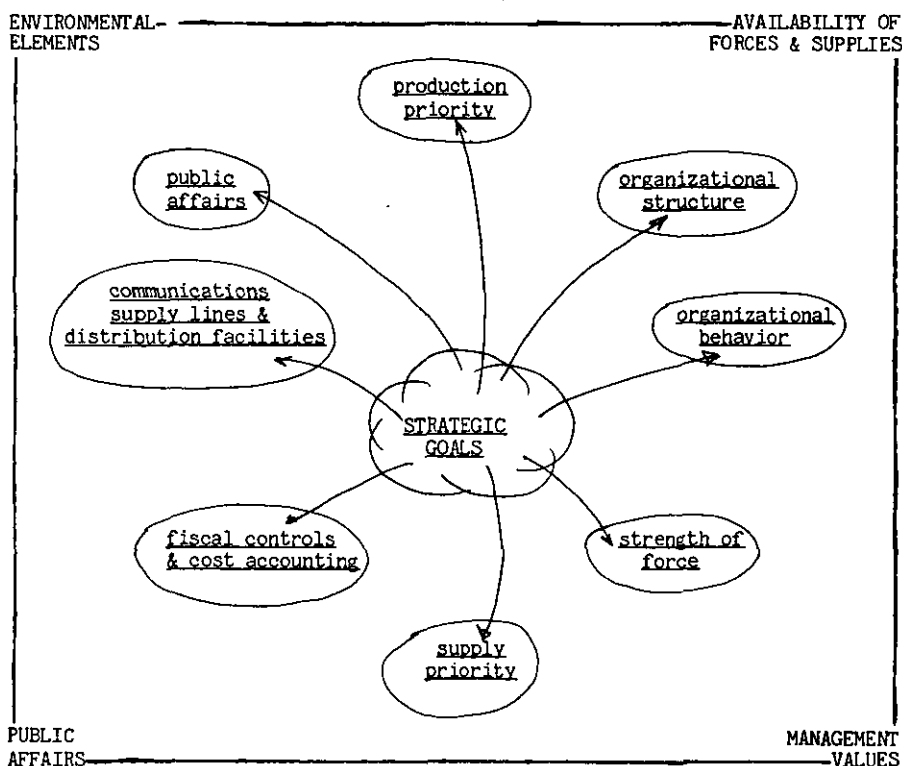 ENVIRONMENTAL
ELEMENTS
AVAILABILITY OF
FORCES & SUPPLIES
production
priority
public
affairs
organizational
structure
communications
supply lines &
distribution facilities
organizational
behavior
STRATEGIC
GOALS
fiscal controls
& cost accounting
strength of
force
supply
priority
PUBLIC
AFFAIRS
MANAGEMENT
VALUES